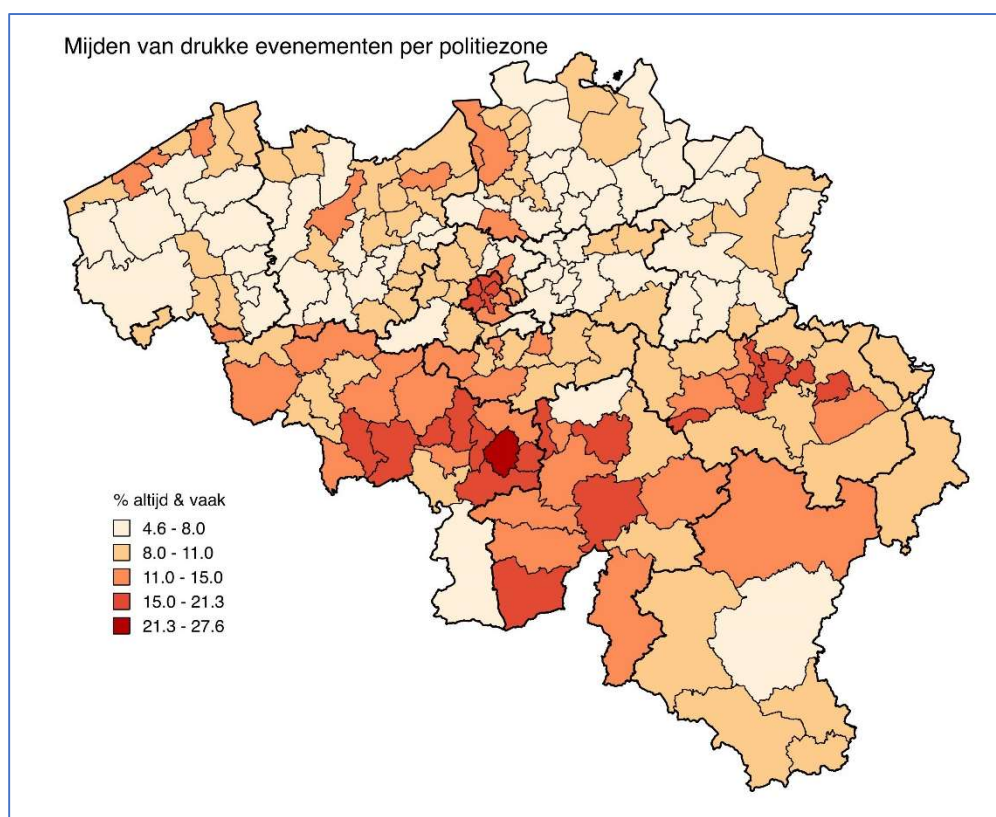 Mijden van drukke evenementen per politiezone
% altijd & vaak
4.6 - 8.0
8.0 - 11.0
11.0 - 15.0
15.0 - 21.3
21.3 - 27.6